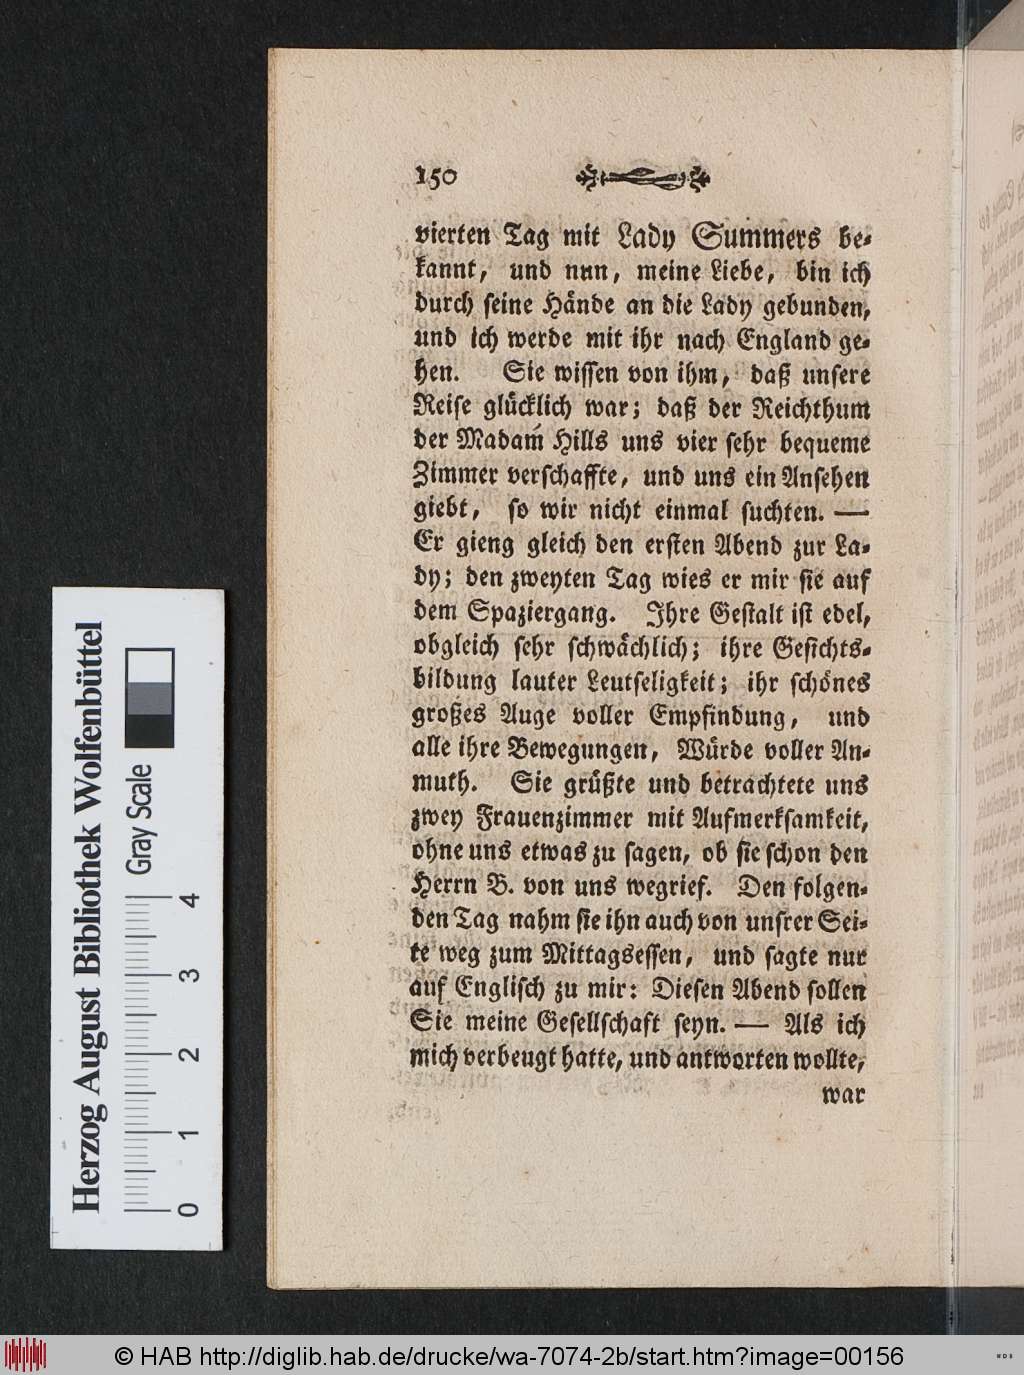 150
vierten Tag mit Lady Summers be-
kannt, und nun, meine Liebe, bin ich
durch seine Hände an die Lady gebunden,
und ich werde mit ihr nach England ge-
hen. Sie wissen von ihm, daß unsere
Reise glücklich war; daß der Reichthum
der Madam Hills uns vier sehr bequeme
Zimmer verschaffte, und uns ein Ansehen
giebt, so wir nicht einmal suchten. —
Er gieng gleich den ersten Abend zur La-
dy; den zweyten Tag wies er mir sie auf
dem Spaziergang. Ihre Gestalt ist edel,
obgleich sehr schwächlich; ihre Gesichts-
bildung lauter Leutseligkeit; ihr schönes
großes Auge voller Empfindung, und
alle ihre Bewegungen, Würde voller An-
muth. Sie grüßte und betrachtete uns
zwey Frauenzimmer mit Aufmerksamkeit,
ohne uns etwas zu sagen, ob sie schon den
Herrn B. von uns wegrief. Den folgen-
den Tag nahm sie ihn auch von unsrer Sei-
te weg zum Mittagsessen, und sagte nur
auf Englisch zu mir: Diesen Abend sollen
Sie meine Gesellschaft seyn. — Als ich
mich verbeugt hatte, und antworten wollte,
war
Herzog August Bibliothek Wolfenbüttel
Gray Scale
0 1 2 3 4
© HAB http://diglib.hab.de/drucke/wa-7074-2b/start.htm?image=00156